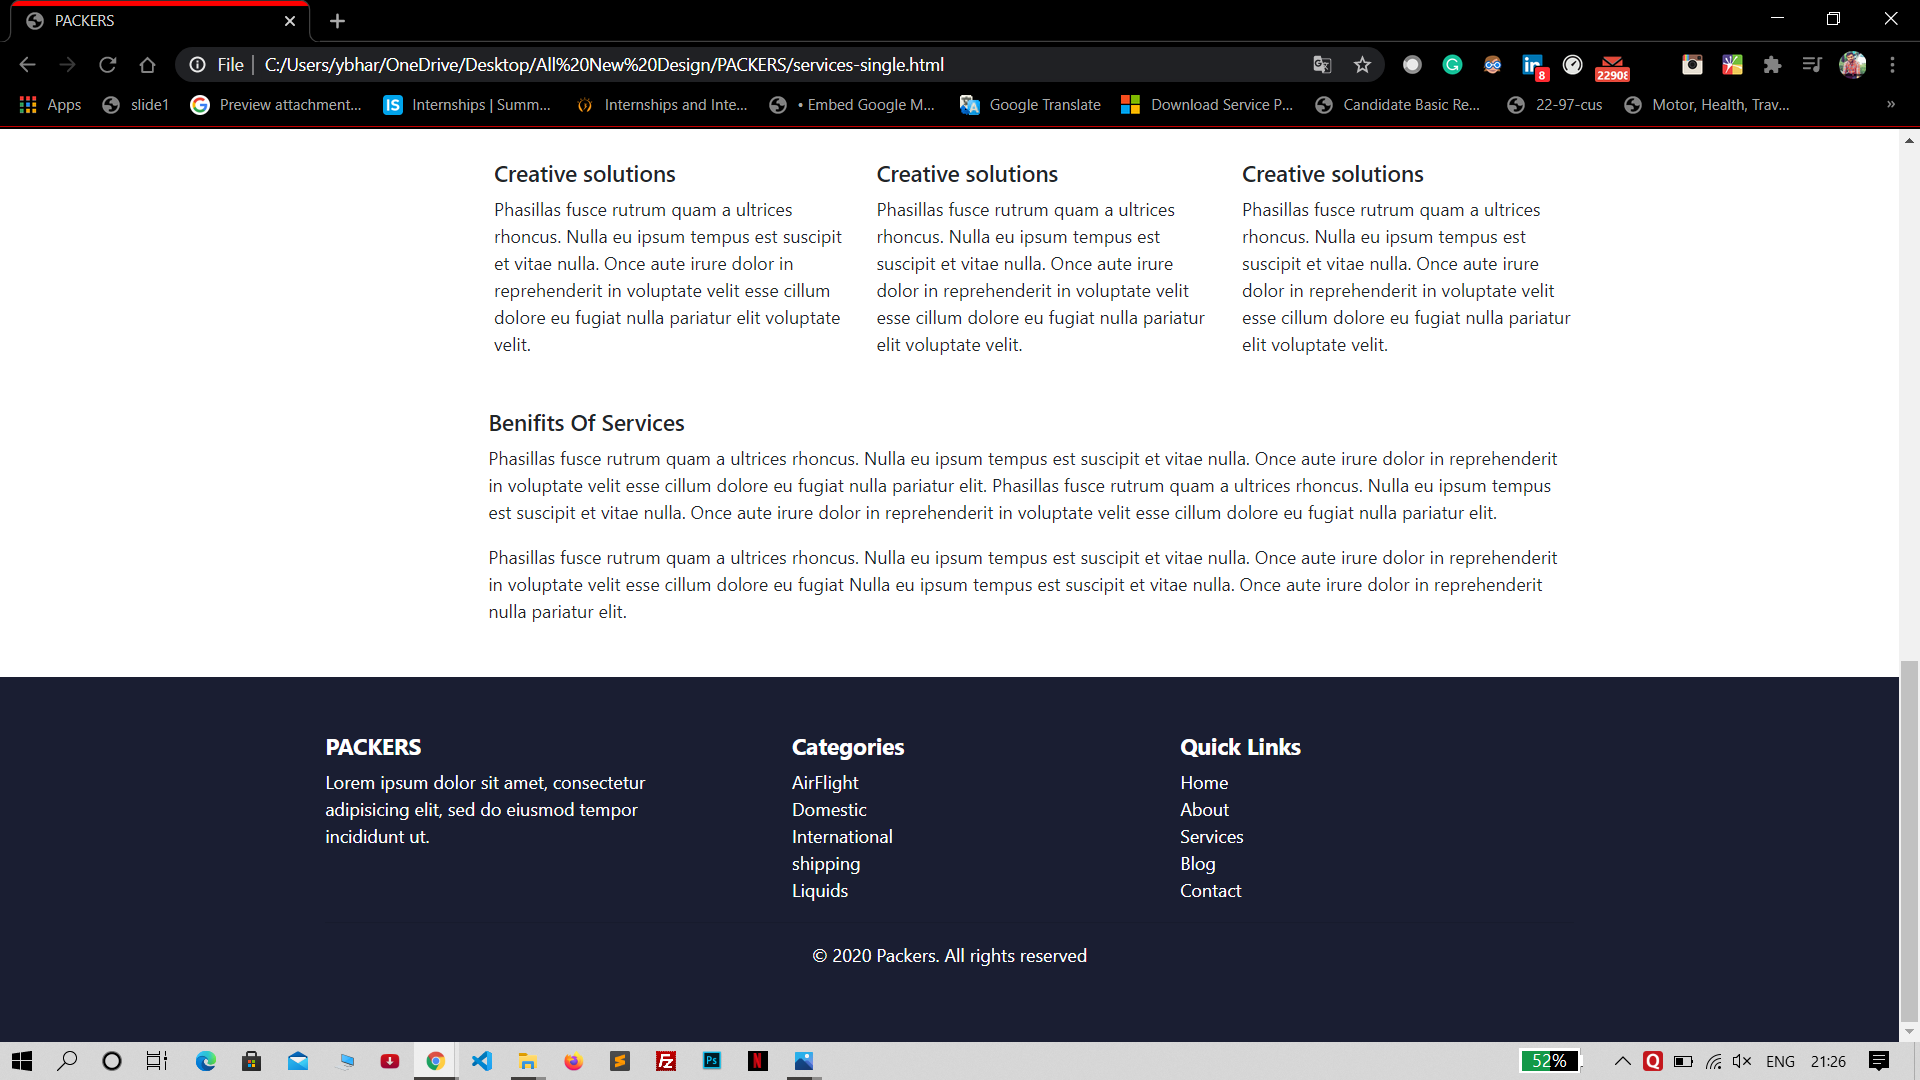 PACKERS
File
C:/Users/ybhar/OneDrive/Desktop/All%20New%20Design/PACKERS/services-single.html
8
22908
Apps
slide1
Preview attachment...
Internships | Summ...
Internships and Inte...
• Embed Google M...
Google Translate
Download Service P...
Candidate Basic Re...
22-97-cus
Motor, Health, Trav...
»
Creative solutions
Phasillas fusce rutrum quam a ultrices
rhoncus. Nulla eu ipsum tempus est suscipit
et vitae nulla. Once aute irure dolor in
reprehenderit in voluptate velit esse cillum
dolore eu fugiat nulla pariatur elit voluptate
velit.
Creative solutions
Phasillas fusce rutrum quam a ultrices
rhoncus. Nulla eu ipsum tempus est
suscipit et vitae nulla. Once aute irure
dolor in reprehenderit in voluptate velit
esse cillum dolore eu fugiat nulla pariatur
elit voluptate velit.
Creative solutions
Phasillas fusce rutrum quam a ultrices
rhoncus. Nulla eu ipsum tempus est
suscipit et vitae nulla. Once aute irure
dolor in reprehenderit in voluptate velit
esse cillum dolore eu fugiat nulla pariatur
elit voluptate velit.
Benifits Of Services
Phasillas fusce rutrum quam a ultrices rhoncus. Nulla eu ipsum tempus est suscipit et vitae nulla. Once aute irure dolor in reprehenderit
in voluptate velit esse cillum dolore eu fugiat nulla pariatur elit. Phasillas fusce rutrum quam a ultrices rhoncus. Nulla eu ipsum tempus
est suscipit et vitae nulla. Once aute irure dolor in reprehenderit in voluptate velit esse cillum dolore eu fugiat nulla pariatur elit.
Phasillas fusce rutrum quam a ultrices rhoncus. Nulla eu ipsum tempus est suscipit et vitae nulla. Once aute irure dolor in reprehenderit
in voluptate velit esse cillum dolore eu fugiat Nulla eu ipsum tempus est suscipit et vitae nulla. Once aute irure dolor in reprehenderit
nulla pariatur elit.
PACKERS
Lorem ipsum dolor sit amet, consectetur
adipisicing elit, sed do eiusmod tempor
incididunt ut.
Categories
AirFlight
Domestic
International
shipping
Liquids
Quick Links
Home
About
Services
Blog
Contact
© 2020 Packers. All rights reserved
52%
ENG
21:26